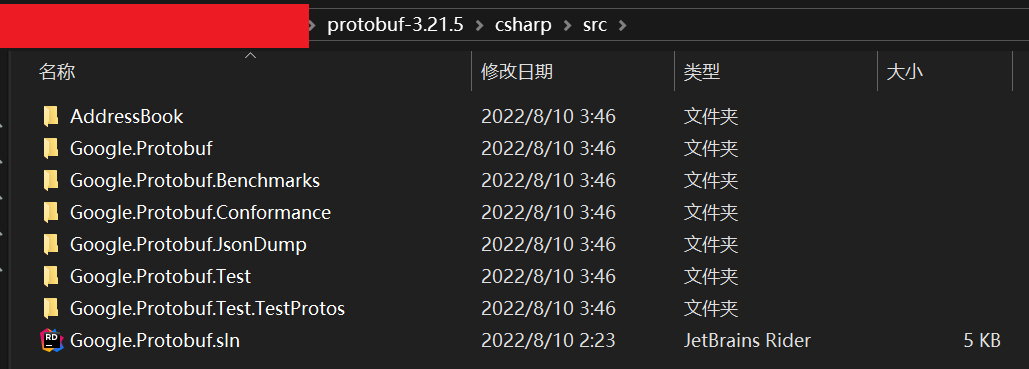 protobuf-3.21.5 > csharp > src >
名称 修改日期 类型 大小
AddressBook 2022/8/10 3:46 文件夹
Google.Protobuf 2022/8/10 3:46 文件夹
Google.Protobuf.Benchmarks 2022/8/10 3:46 文件夹
Google.Protobuf.Conformance 2022/8/10 3:46 文件夹
Google.Protobuf.JsonDump 2022/8/10 3:46 文件夹
Google.Protobuf.Test 2022/8/10 3:46 文件夹
Google.Protobuf.Test.TestProtos 2022/8/10 3:46 文件夹
RD Google.Protobuf.sln 2022/8/10 2:23 JetBrains Rider 5 KB